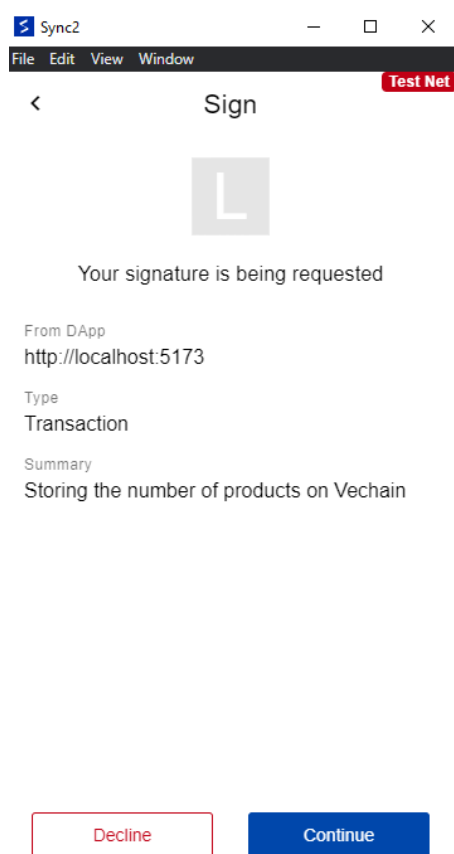 Sync2
File Edit View Window
Test Net
Sign
L
Your signature is being requested
From DApp
http://localhost:5173
Type
Transaction
Summary
Storing the number of products on Vechain
Decline Continue